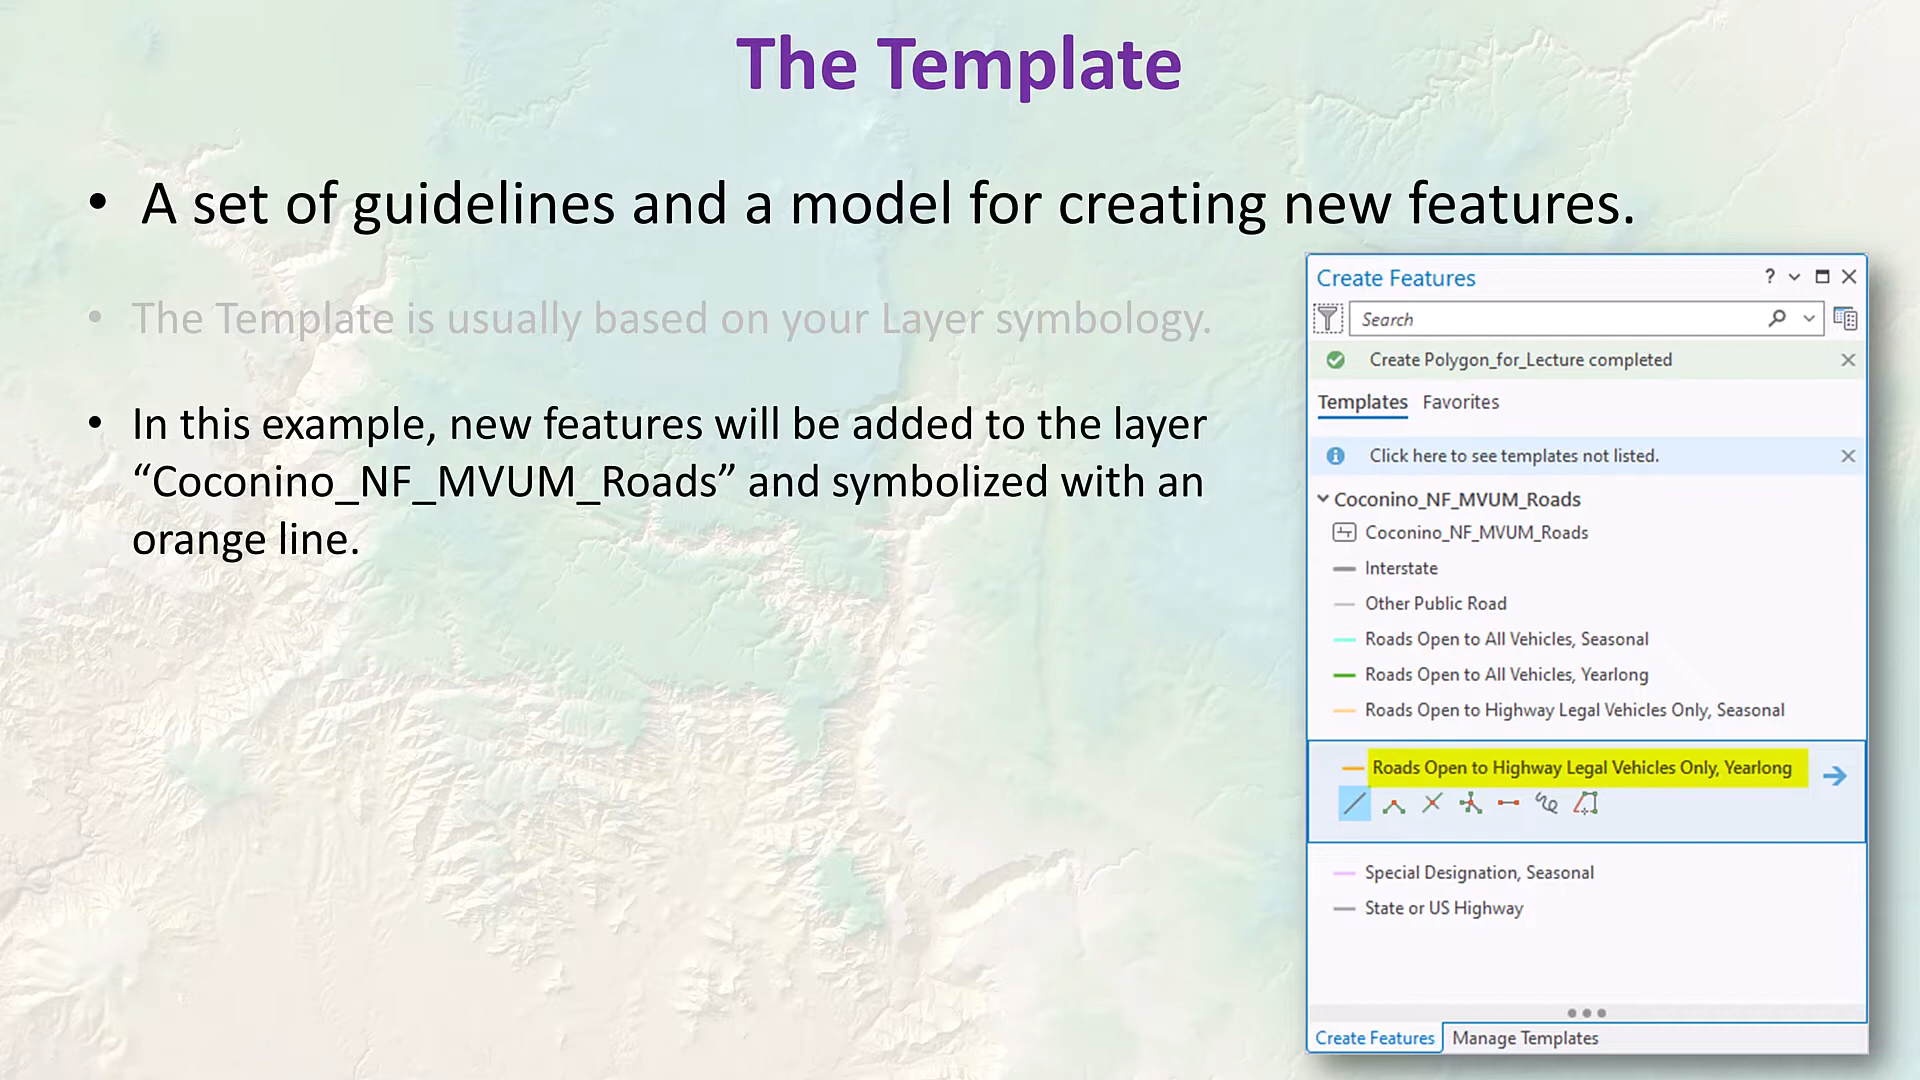 The Template
• A set of guidelines and a model for creating new features.
• The Template is usually based on your Layer symbology.
• In this example, new features will be added to the layer
“Coconino_NF_MVUM_Roads” and symbolized with an
orange line.
Create Features
?
Search
Create Polygon_for_Lecture completed
Templates Favorites
Click here to see templates not listed.
Coconino_NF_MVUM_Roads
Coconino_NF_MVUM_Roads
Interstate
Other Public Road
Roads Open to All Vehicles, Seasonal
Roads Open to All Vehicles, Yearlong
Roads Open to Highway Legal Vehicles Only, Seasonal
Roads Open to Highway Legal Vehicles Only, Yearlong
Special Designation, Seasonal
State or US Highway
Create Features Manage Templates